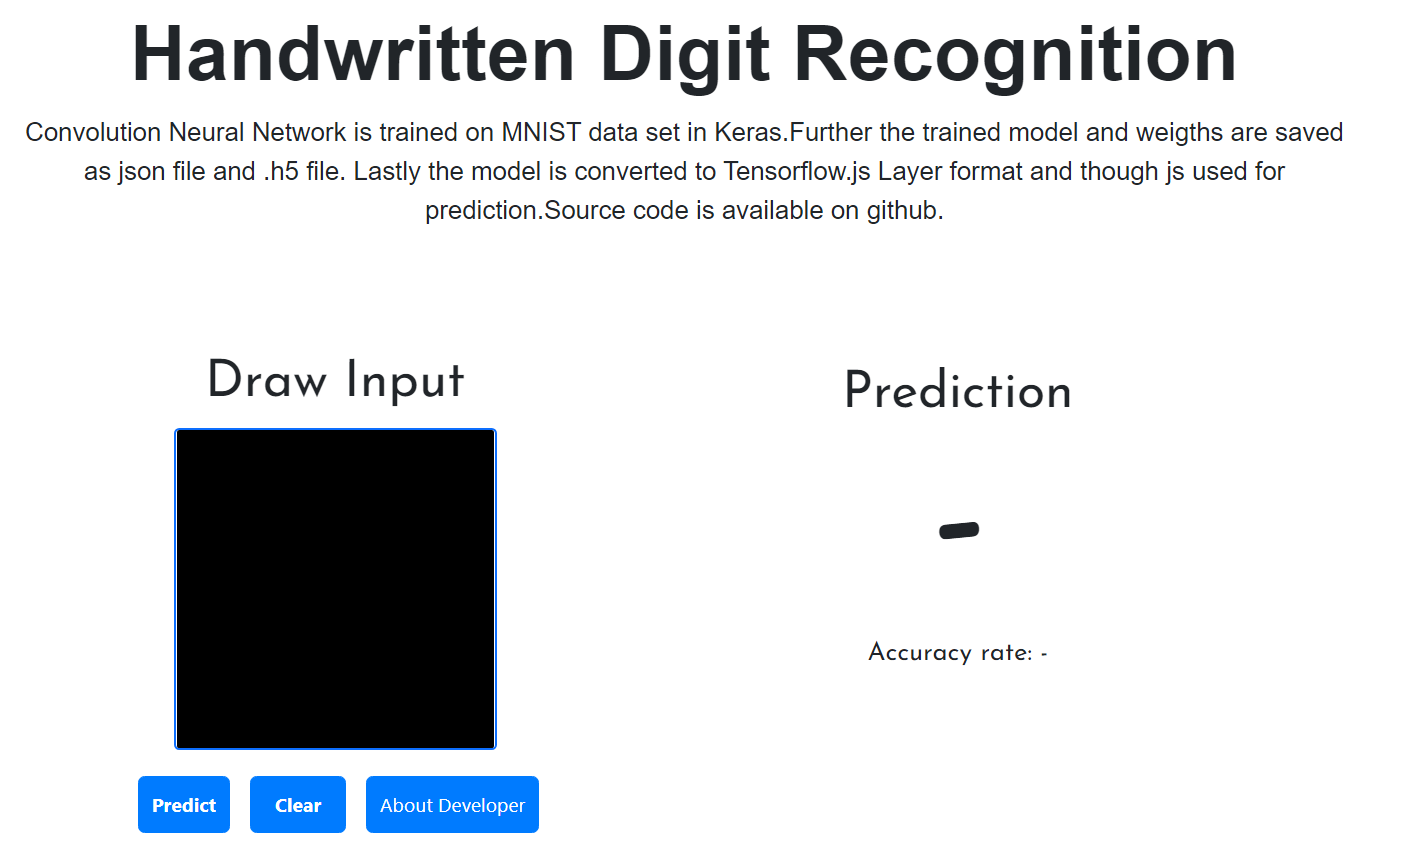 Handwritten Digit Recognition
Convolution Neural Network is trained on MNIST data set in Keras.Further the trained model and weigths are saved
as json file and .h5 file. Lastly the model is converted to Tensorflow.js Layer format and though js used for
prediction.Source code is available on github.
Draw Input
Prediction
-
Accuracy rate: -
Predict
Clear
About Developer